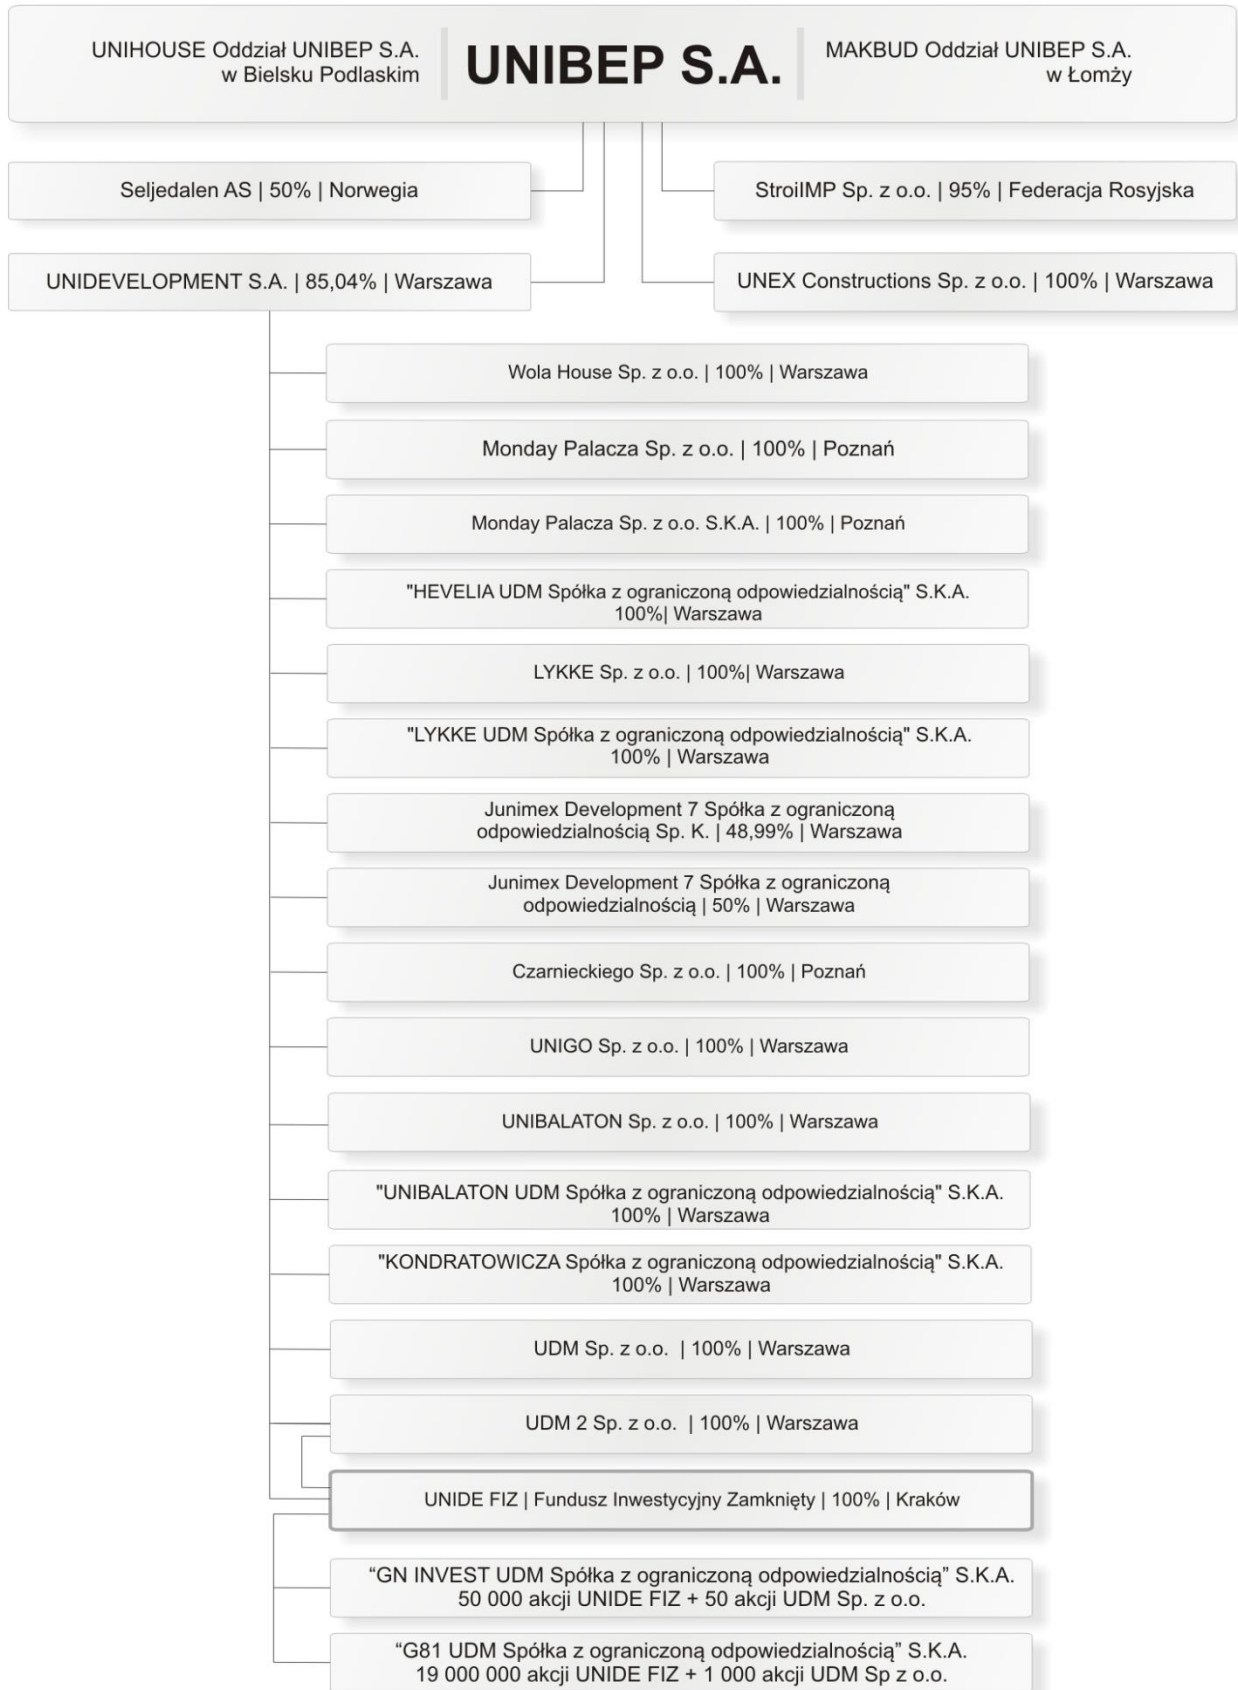 UNIHOUSE Oddział UNIBEP S.A.
w Bielsku Podlaskim
UNIBEP S.A.
MAKBUD Oddział UNIBEP S.A.
w Łomży
Seljedalen AS | 50% | Norwegia
StroiIMP Sp. z o.o. | 95% | Federacja Rosyjska
UNIDEVELOPMENT S.A. | 85,04% | Warszawa
UNEX Constructions Sp. z o.o. | 100% | Warszawa
Wola House Sp. z o.o. | 100% | Warszawa
Monday Palacza Sp. z o.o. | 100% | Poznań
Monday Palacza Sp. z o.o. S.K.A. | 100% | Poznań
"HEVELIA UDM Spółka z ograniczoną odpowiedzialnością" S.K.A.
100%| Warszawa
LYKKE Sp. z o.o. | 100%| Warszawa
"LYKKE UDM Spółka z ograniczoną odpowiedzialnością" S.K.A.
100% | Warszawa
Junimex Development 7 Spółka z ograniczoną
odpowiedzialnością Sp. K. | 48,99% | Warszawa
Junimex Development 7 Spółka z ograniczoną
odpowiedzialnością | 50% | Warszawa
Czarnieckiego Sp. z o.o. | 100% | Poznań
UNIGO Sp. z o.o. | 100% | Warszawa
UNIBALATON Sp. z o.o. | 100% | Warszawa
"UNIBALATON UDM Spółka z ograniczoną odpowiedzialnością" S.K.A.
100% | Warszawa
"KONDRATOWICZA Spółka z ograniczoną odpowiedzialnością" S.K.A.
100% | Warszawa
UDM Sp. z o.o. | 100% | Warszawa
UDM 2 Sp. z o.o. | 100% | Warszawa
UNIDE FIZ | Fundusz Inwestycyjny Zamknięty | 100% | Kraków
“GN INVEST UDM Spółka z ograniczoną odpowiedzialnością” S.K.A.
50 000 akcji UNIDE FIZ + 50 akcji UDM Sp. z o.o.
“G81 UDM Spółka z ograniczoną odpowiedzialnością” S.K.A.
19 000 000 akcji UNIDE FIZ + 1 000 akcji UDM Sp z o.o.